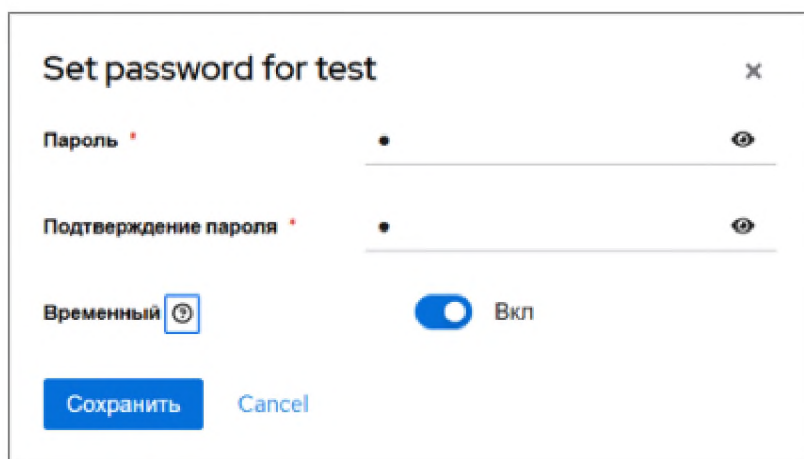 Set password for test
Пароль *
Подтверждение пароля *
Временный
Вкл
Сохранить Cancel